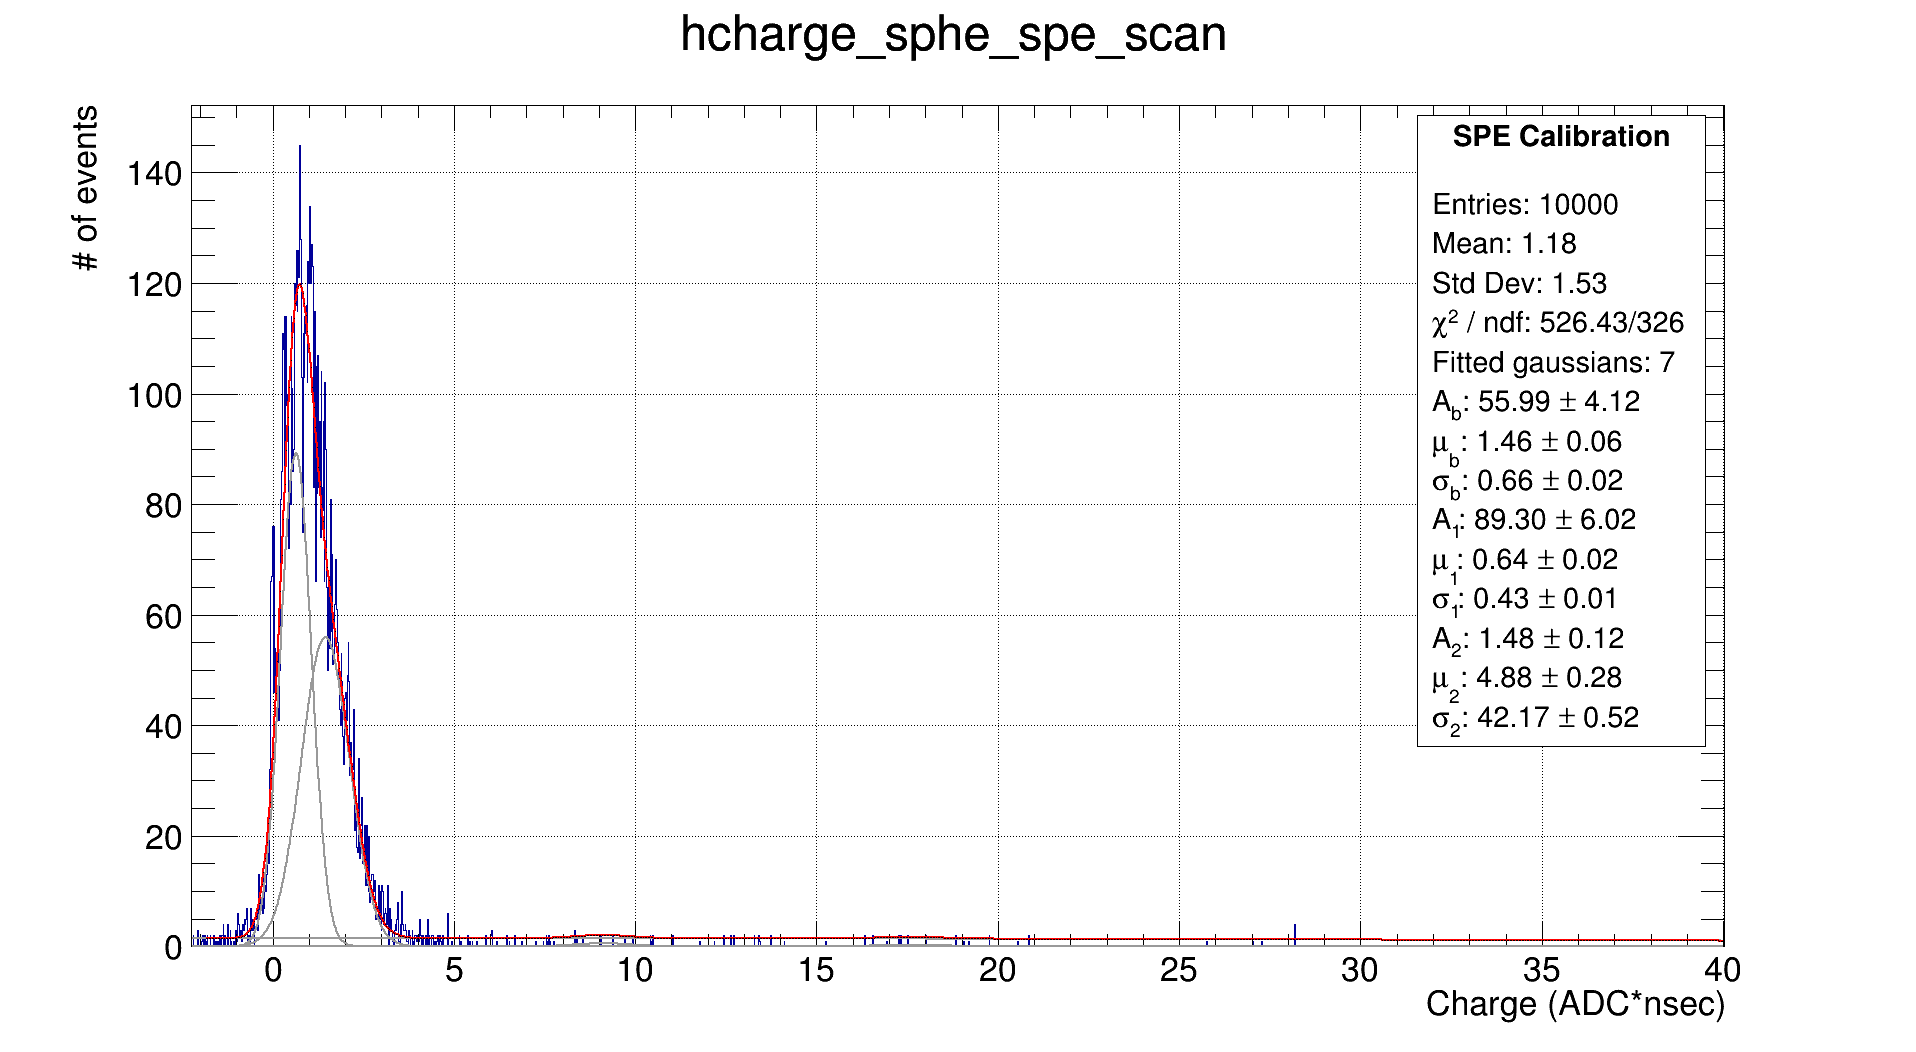 hcharge_sphe_spe_scan
# of events
140
120
100
80
60
40
20
0
0 5 10 15 20 25 30 35 40
Charge (ADC*nsec)
SPE Calibration
Entries: 10000
Mean: 1.18
Std Dev: 1.53
χ² / ndf: 526.43/326
Fitted gaussians: 7
A_b: 55.99 ± 4.12
μ_b: 1.46 ± 0.06
σ_b: 0.66 ± 0.02
A_1: 89.30 ± 6.02
μ_1: 0.64 ± 0.02
σ_1: 0.43 ± 0.01
A_2: 1.48 ± 0.12
μ_2: 4.88 ± 0.28
σ_2: 42.17 ± 0.52